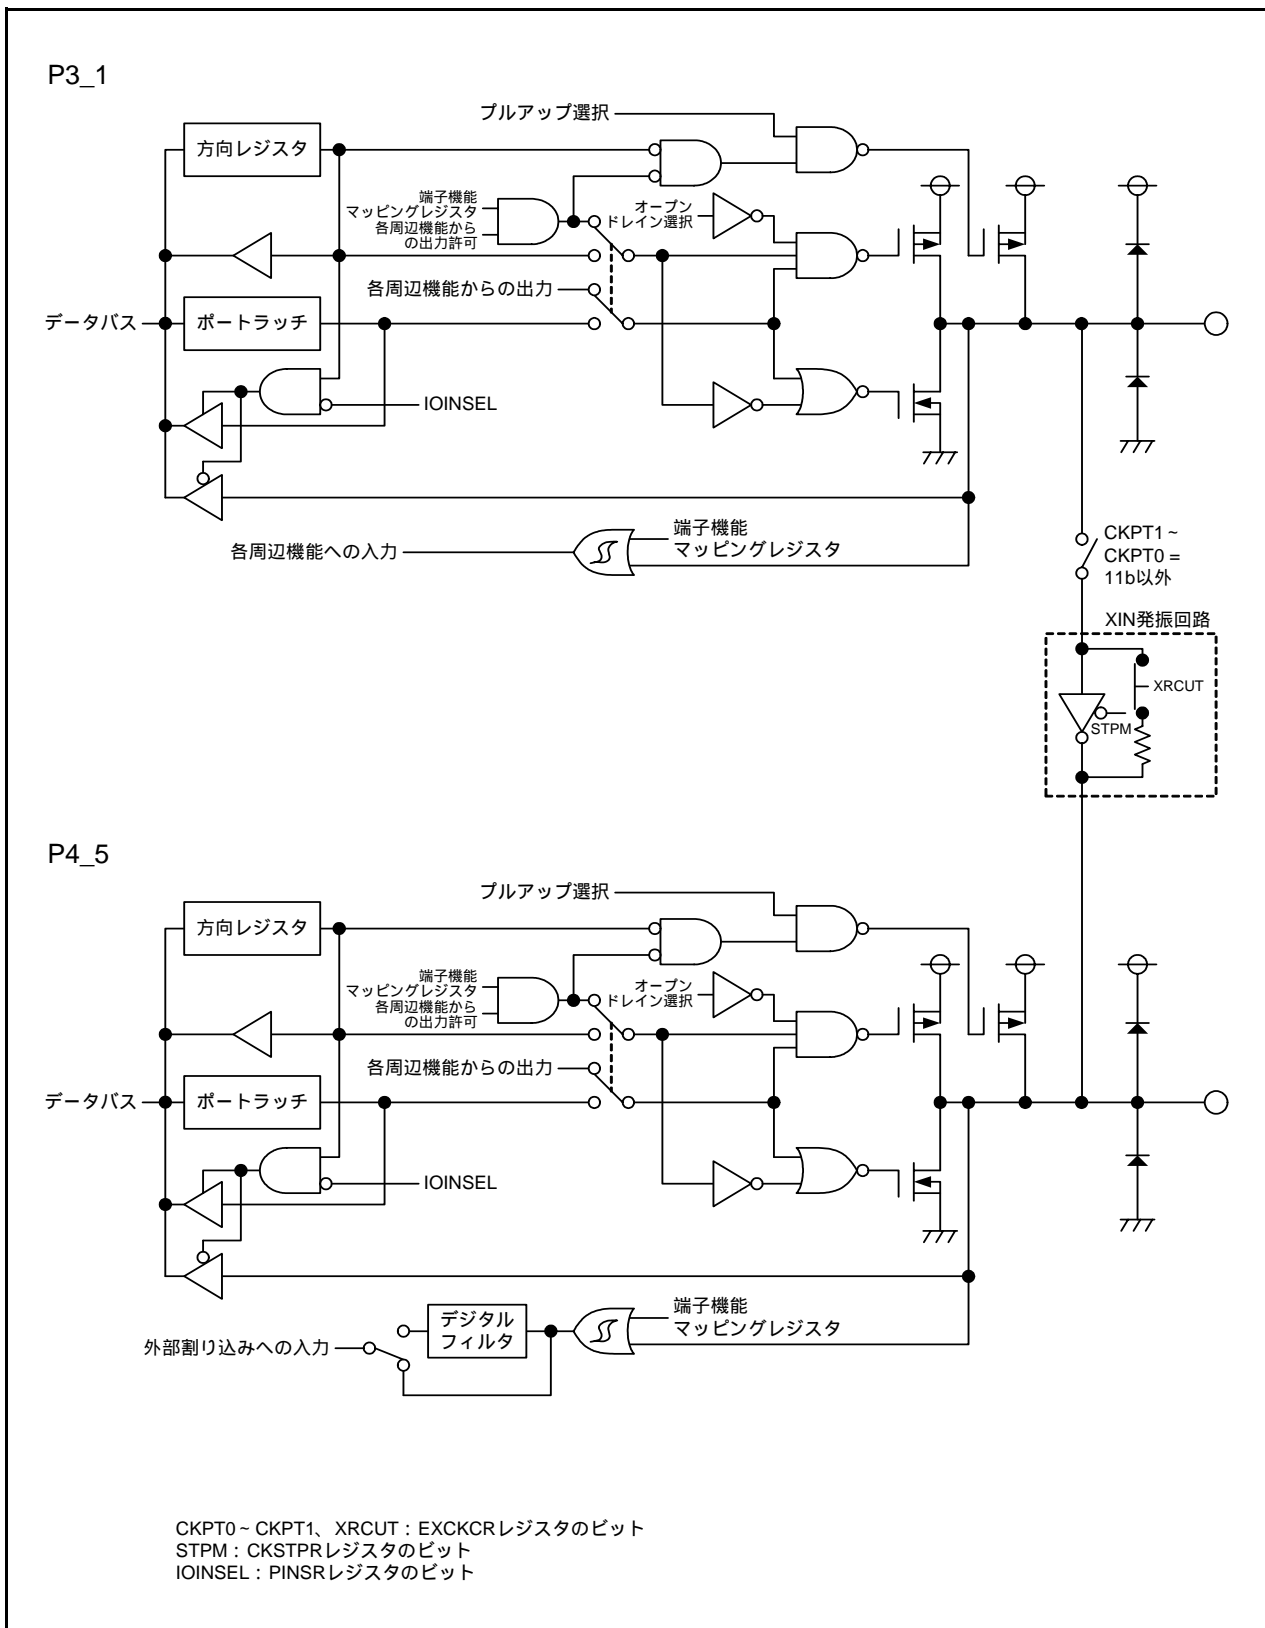 P3_1
プルアップ選択
方向レジスタ
端子機能
マッピングレジスタ
各周辺機能から
の出力許可
オープン
ドレイン選択
各周辺機能からの出力
データバス
ポートラッチ
IOINSEL
各周辺機能への入力
端子機能
マッピングレジスタ
CKPT1~
CKPT0 =
11b以外
XIN発振回路
XRCUT
STPM
P4_5
プルアップ選択
方向レジスタ
端子機能
マッピングレジスタ
各周辺機能から
の出力許可
オープン
ドレイン選択
各周辺機能からの出力
データバス
ポートラッチ
IOINSEL
外部割り込みへの入力
デジタル
フィルタ
端子機能
マッピングレジスタ
CKPT0~CKPT1、XRCUT:EXCKCRレジスタのビット
STPM:CKSTPRレジスタのビット
IOINSEL:PINSRレジスタのビット